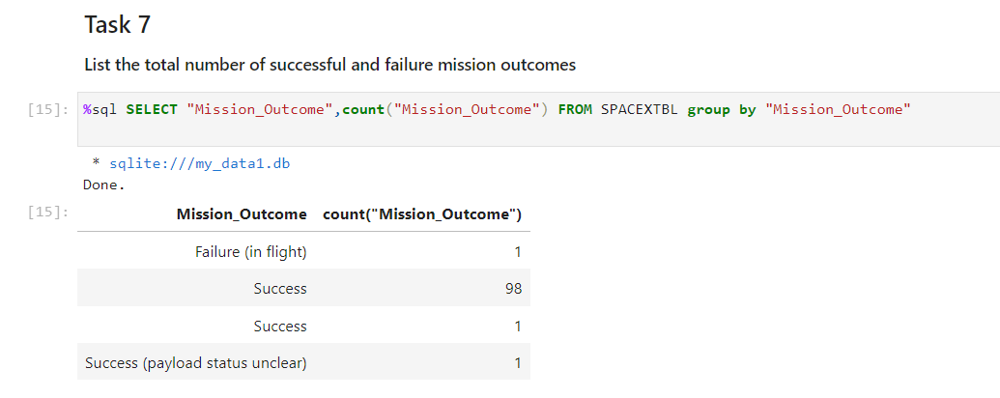 Task 7
List the total number of successful and failure mission outcomes
[15]: %sql SELECT "Mission_Outcome",count("Mission_Outcome") FROM SPACEXTBL group by "Mission_Outcome"
* sqlite:///my_data1.db
Done.
[15]: Mission_Outcome count("Mission_Outcome")
Failure (in flight) 1
Success 98
Success 1
Success (payload status unclear) 1